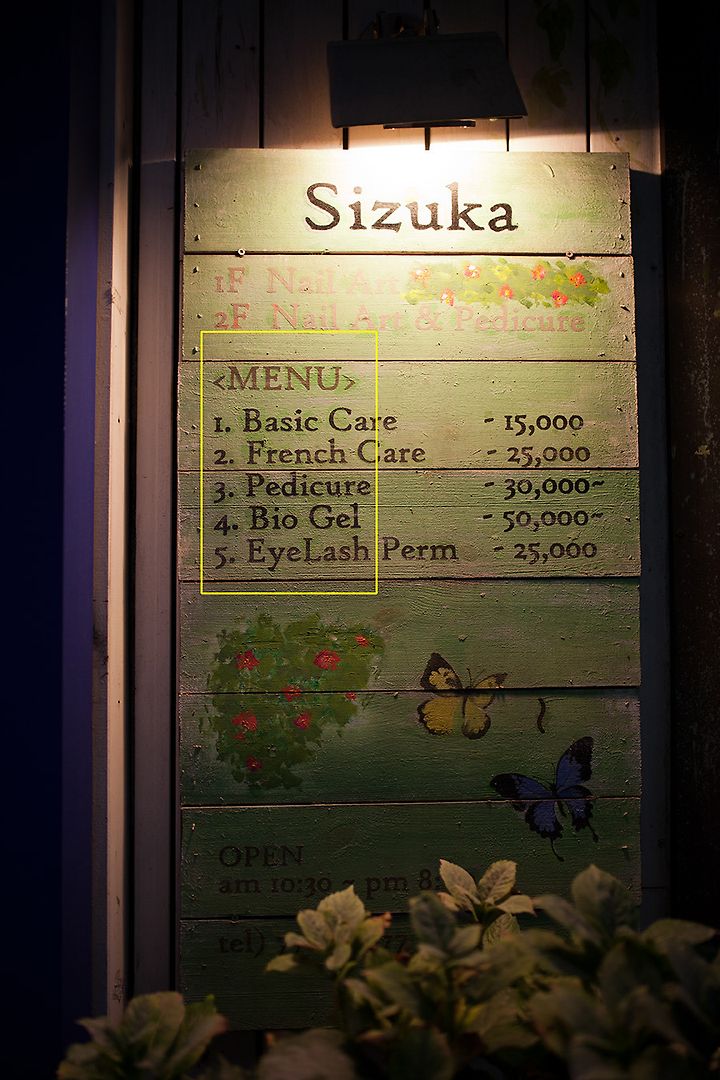 Sizuka
1F Nail Art
2F Nail Art & Pedicure
<MENU>
1. Basic Care - 15,000
2. French Care - 25,000
3. Pedicure - 30,000~
4. Bio Gel - 50,000~
5. EyeLash Perm - 25,000
OPEN
am 10:30 ~ pm 8:
tel)